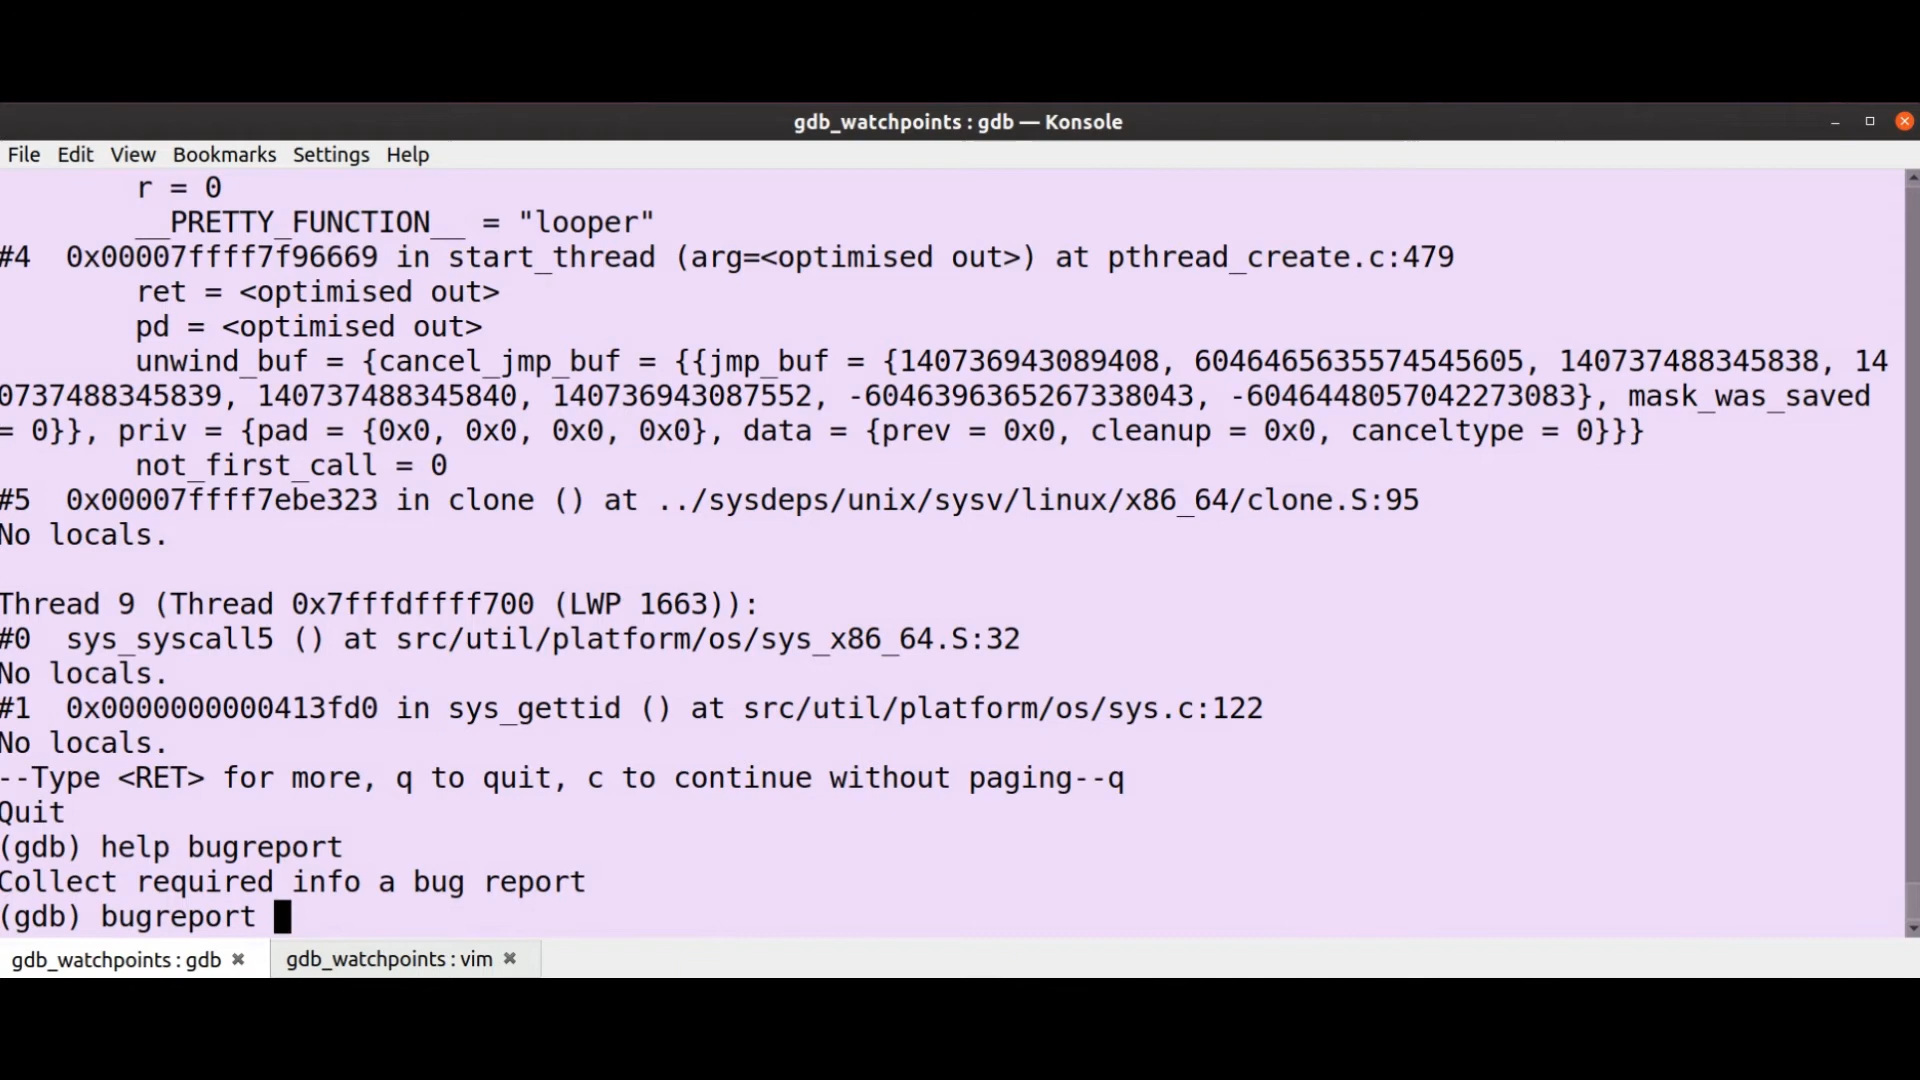 gdb_watchpoints : gdb — Konsole
File Edit View Bookmarks Settings Help
r = 0
__PRETTY_FUNCTION__ = "looper"
#4  0x00007ffff7f96669 in start_thread (arg=<optimised out>) at pthread_create.c:479
ret = <optimised out>
pd = <optimised out>
unwind_buf = {cancel_jmp_buf = {{jmp_buf = {140736943089408, 6046465635574545605, 140737488345838, 14
0737488345839, 140737488345840, 140736943087552, -6046396365267338043, -6046448057042273083}, mask_was_saved
= 0}}, priv = {pad = {0x0, 0x0, 0x0, 0x0}, data = {prev = 0x0, cleanup = 0x0, canceltype = 0}}}
not_first_call = 0
#5  0x00007ffff7ebe323 in clone () at ../sysdeps/unix/sysv/linux/x86_64/clone.S:95
No locals.
Thread 9 (Thread 0x7fffdffff700 (LWP 1663)):
#0  sys_syscall5 () at src/util/platform/os/sys_x86_64.S:32
No locals.
#1  0x0000000000413fd0 in sys_gettid () at src/util/platform/os/sys.c:122
No locals.
--Type <RET> for more, q to quit, c to continue without paging--q
Quit
(gdb) help bugreport
Collect required info a bug report
(gdb) bugreport
gdb_watchpoints : gdb
gdb_watchpoints : vim